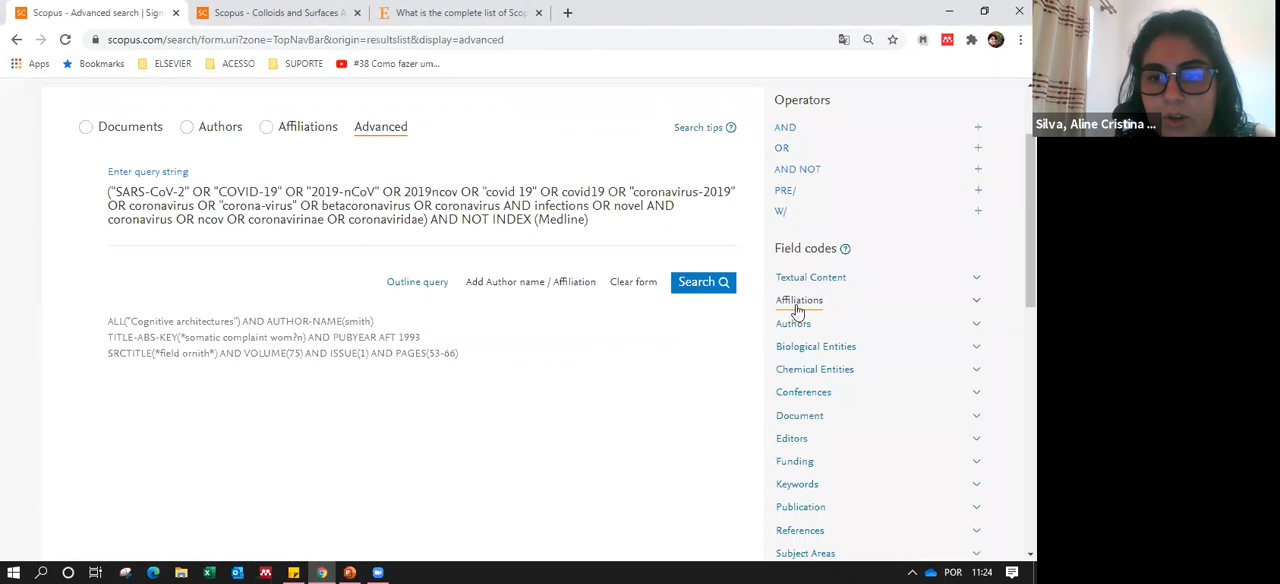 Scopus - Advanced search | Sign
Scopus - Colloids and Surfaces A
What is the complete list of Scop
scopus.com/search/form.uri?zone=TopNavBar&origin=resultslist&display=advanced
Apps
Bookmarks
ELSEVIER
ACESSO
SUPORTE
#38 Como fazer um...
Silva, Aline Cristina ...
Documents
Authors
Affiliations
Advanced
Search tips
Enter query string
("SARS-CoV-2" OR "COVID-19" OR "2019-nCoV" OR 2019ncov OR "covid 19" OR covid19 OR "coronavirus-2019"
OR coronavirus OR "corona-virus" OR betacoronavirus OR coronavirus AND infections OR novel AND
coronavirus OR ncov OR coronavirinae OR coronaviridae) AND NOT INDEX (Medline)
Outline query
Add Author name / Affiliation
Clear form
Search
ALL("Cognitive architectures") AND AUTHOR-NAME(smith)
TITLE-ABS-KEY(*somatic complaint wom?n) AND PUBYEAR AFT 1993
SRCTITLE(*field ornith*) AND VOLUME(75) AND ISSUE(1) AND PAGES(53-66)
Operators
AND
OR
AND NOT
PRE/
W/
Field codes
Textual Content
Affiliations
Authors
Biological Entities
Chemical Entities
Conferences
Document
Editors
Funding
Keywords
Publication
References
Subject Areas
POR
11:24